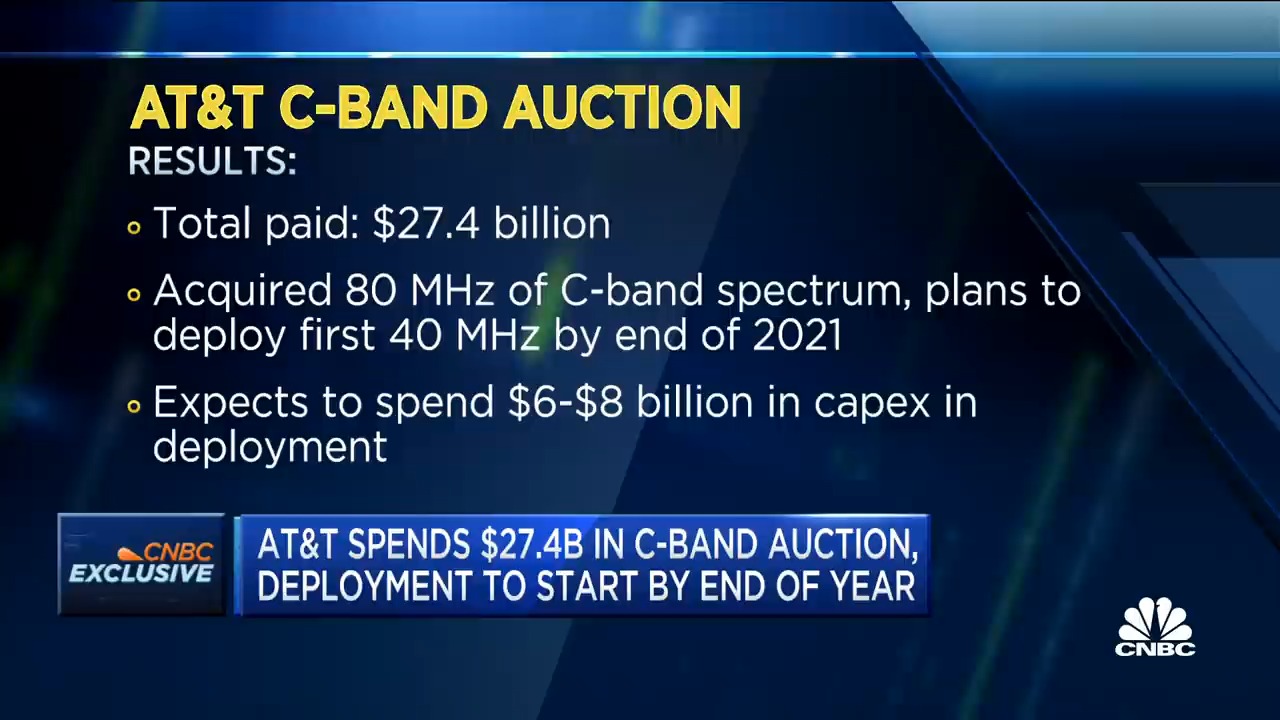 AT&T C-BAND AUCTION
RESULTS:
Total paid: $27.4 billion
Acquired 80 MHz of C-band spectrum, plans to
deploy first 40 MHz by end of 2021
Expects to spend $6-$8 billion in capex in
deployment
CNBC
EXCLUSIVE
AT&T SPENDS $27.4B IN C-BAND AUCTION,
DEPLOYMENT TO START BY END OF YEAR
CNBC